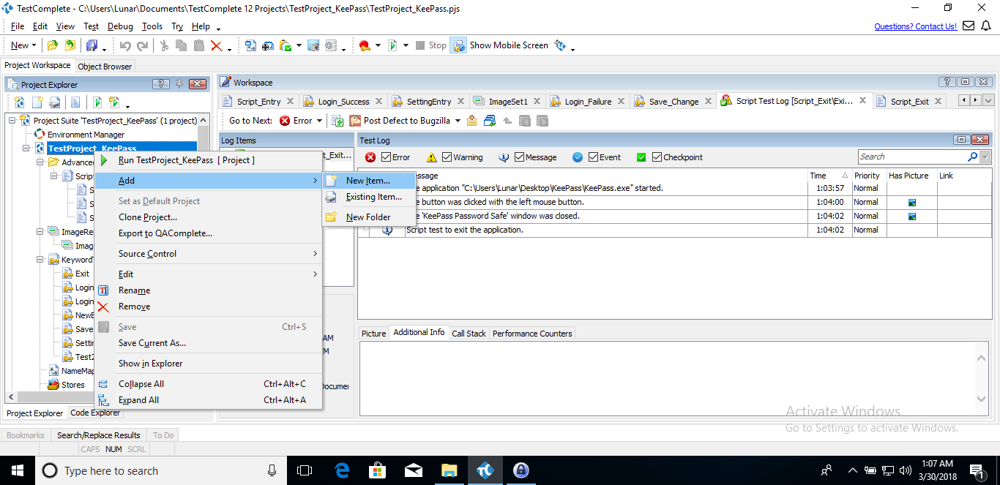 TestComplete - C:\Users\Lunar\Documents\TestComplete 12 Projects\TestProject_KeePass\TestProject_KeePass.pjs
File Edit View Test Debug Tools Try Help
Questions? Contact Us!
New Stop Show Mobile Screen
Project Workspace Object Browser
Project Explorer
Workspace
Script_Entry Login_Success SettingEntry ImageSet1 Login_Failure Save_Change Script Test Log [Script_Exit\Exi... Script_Exit
Go to Next: Error Post Defect to Bugzilla
Project Suite 'TestProject_KeePass' (1 project)
Environment Manager
TestProject_KeePass
Advance
Script
S
S
S
ImageRe
Imag
KeywordT
Exit
Login
Login
NewE
Save
Settin
Test2
NameMap
Stores
Project Explorer Code Explorer
Run TestProject_KeePass [ Project ]
Add
Set as Default Project
Clone Project...
Export to QAComplete...
Source Control
Edit
Rename
Remove
Save Ctrl+S
Save Current As...
Show in Explorer
Collapse All Ctrl+Alt+C
Expand All Ctrl+Alt+A
New Item...
Existing Item...
New Folder
Log Items
t_Exit...
AM
M
Documen
Test Log
Error Warning Message Event Checkpoint Search
essage Time Priority Has Picture Link
e application "C:\Users\Lunar\Desktop\KeePass\KeePass.exe" started. 1:03:57 Normal
e button was clicked with the left mouse button. 1:04:00 Normal
e 'KeePass Password Safe' window was closed. 1:04:02 Normal
Script test to exit the application. 1:04:02 Normal
Picture Additional Info Call Stack Performance Counters
Activate Windows
Go to Settings to activate Windows.
Bookmarks Search/Replace Results To Do
CAPS NUM SCRL
Type here to search
1:07 AM
3/30/2018
1